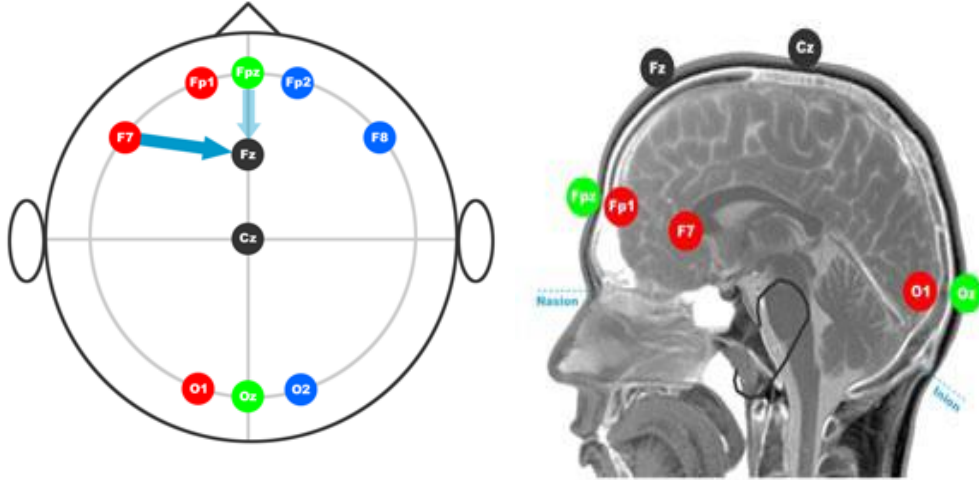 Fp1 Fpz Fp2
F7 F8
Fz
Cz
O1 Oz O2
Fz Cz
Fpz Fp1
F7
O1 Oz
Nasion
Inion